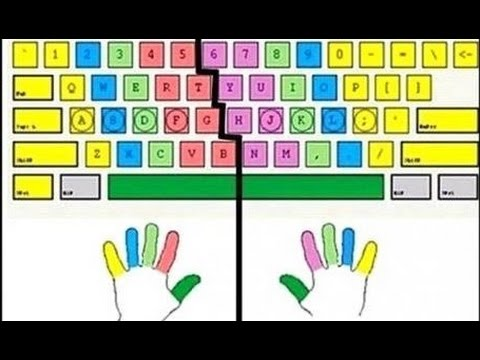 ` 1 2 3 4 5 6 7 8 9 0 - = \ <-
Q W E R T Y U I O P [ ]
A S D F G H J K L ; '
Z X C V B N M , . /